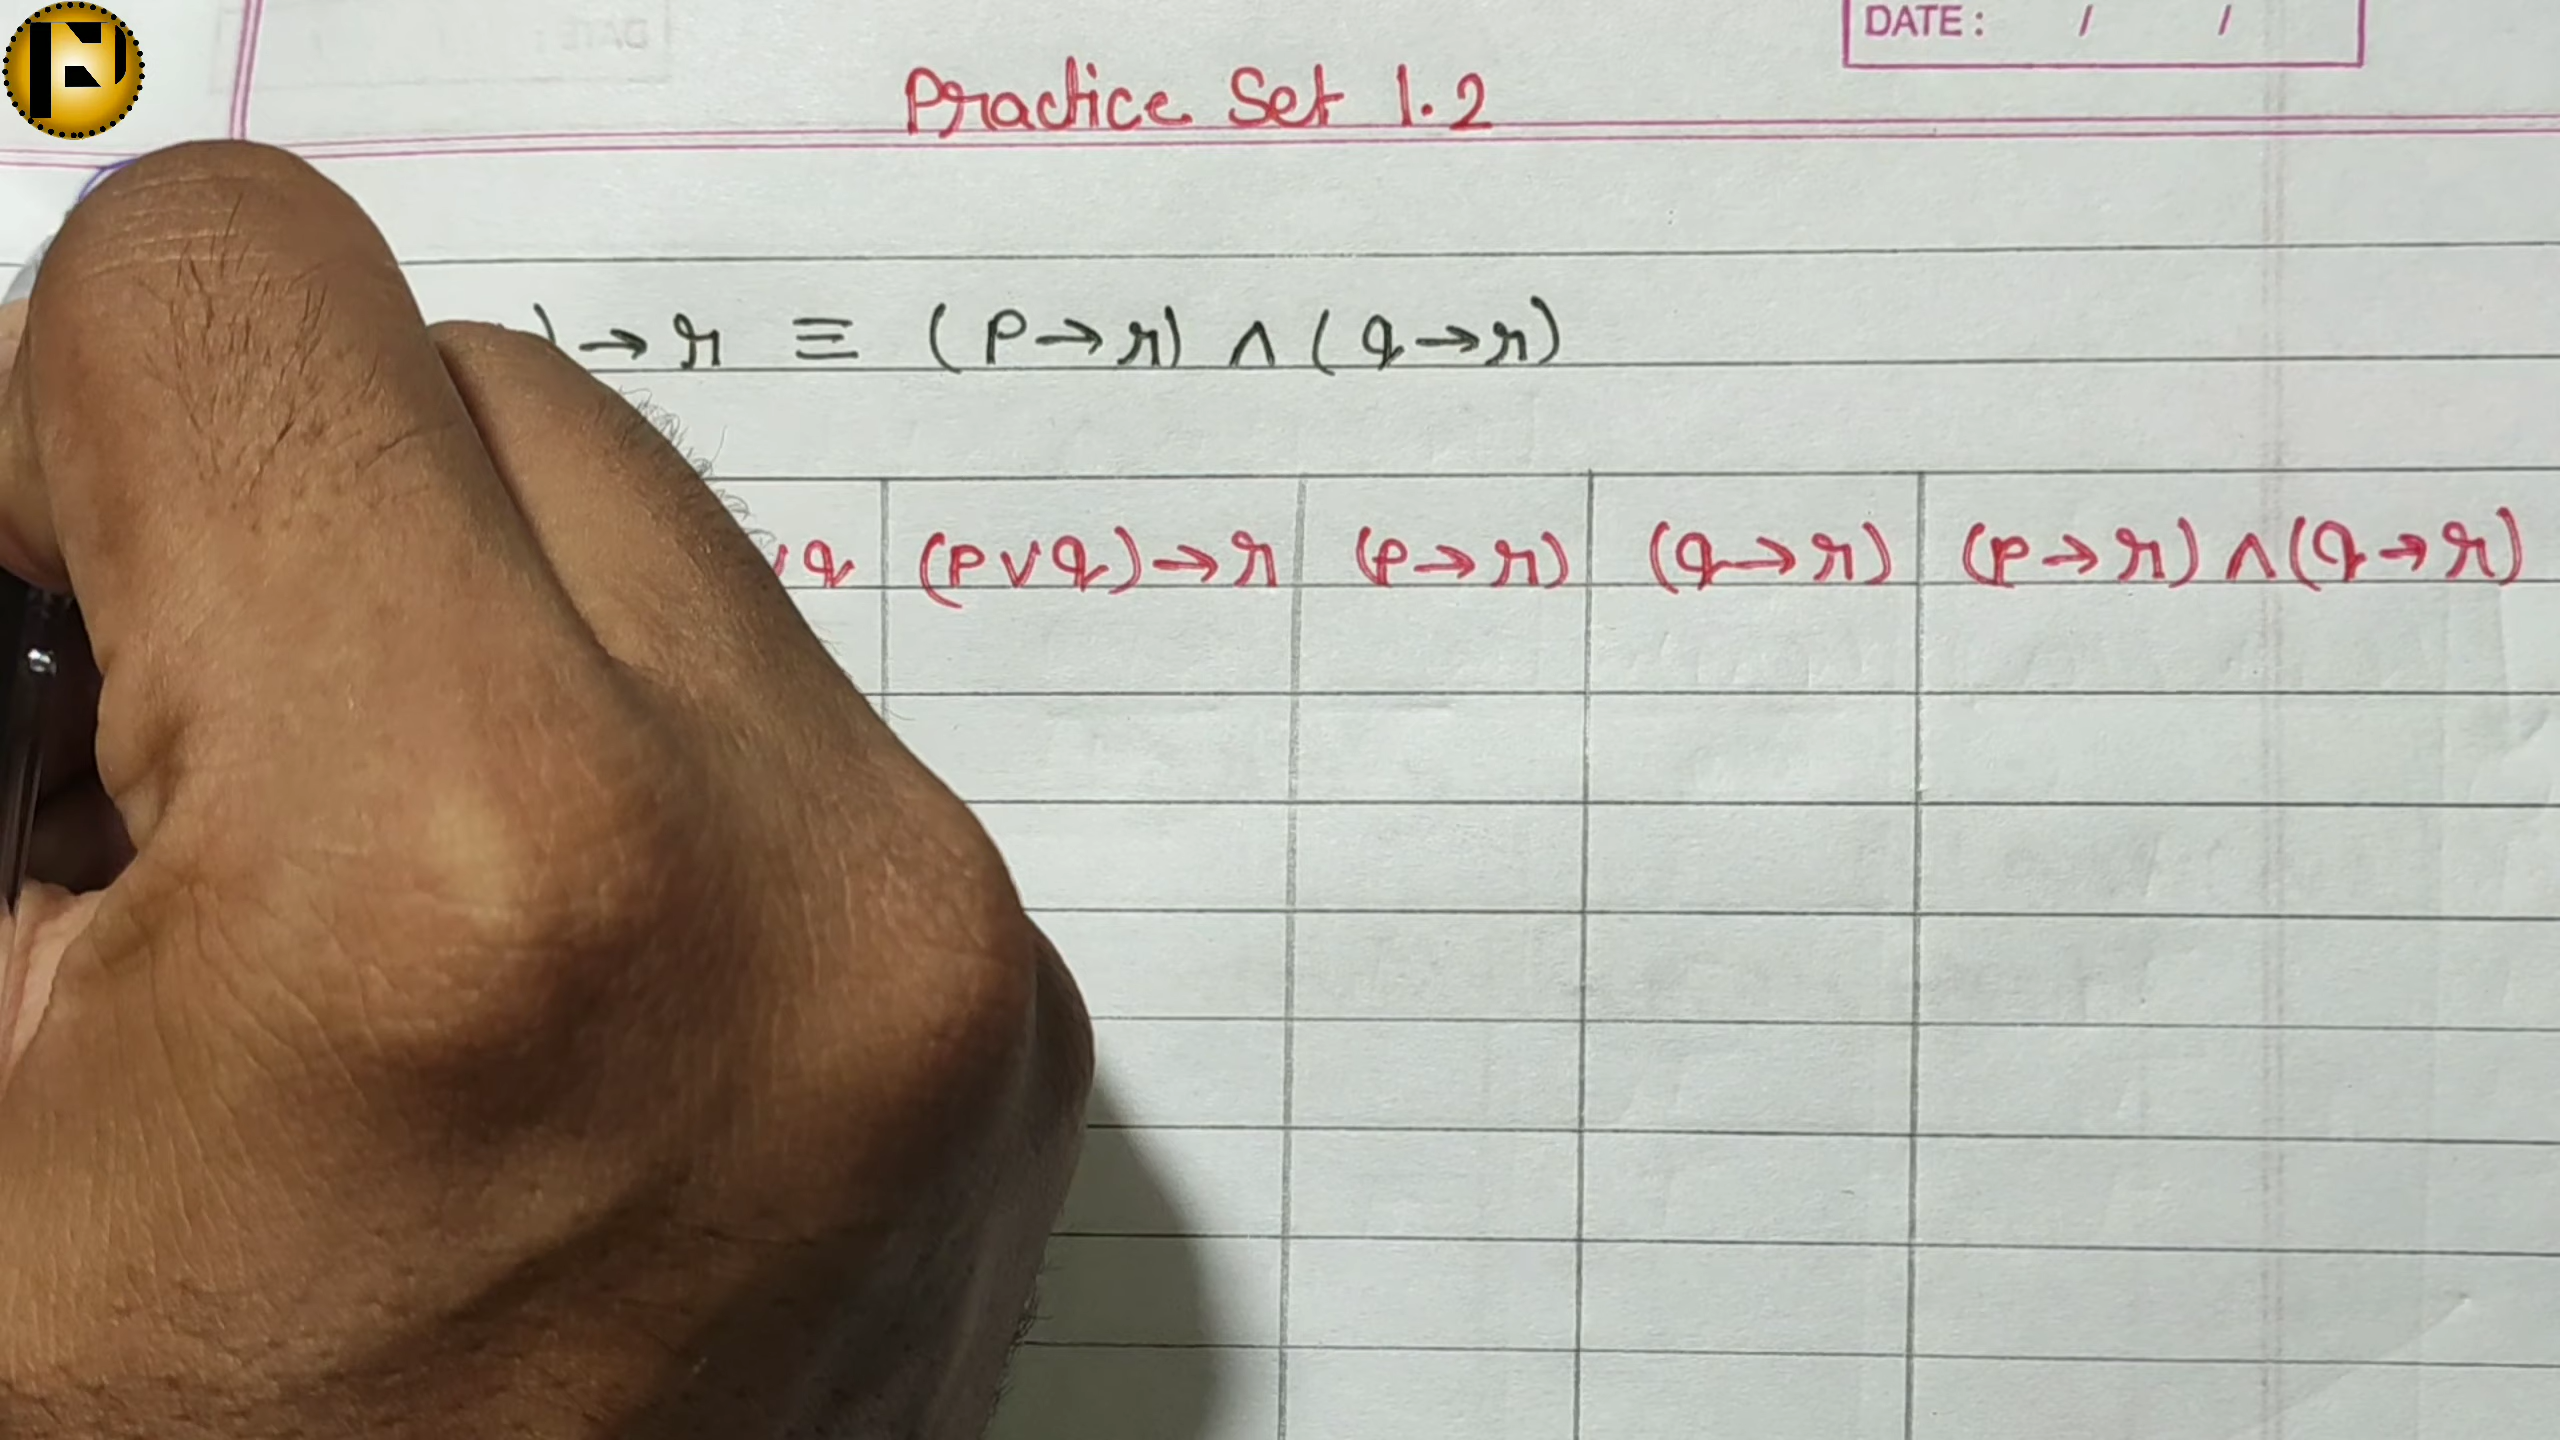 DATE: / /
Practice Set 1.2
) → r ≡ (p → r) ∧ (q → r)
∨ q (p ∨ q) → r (p → r) (q → r) (p → r) ∧ (q → r)